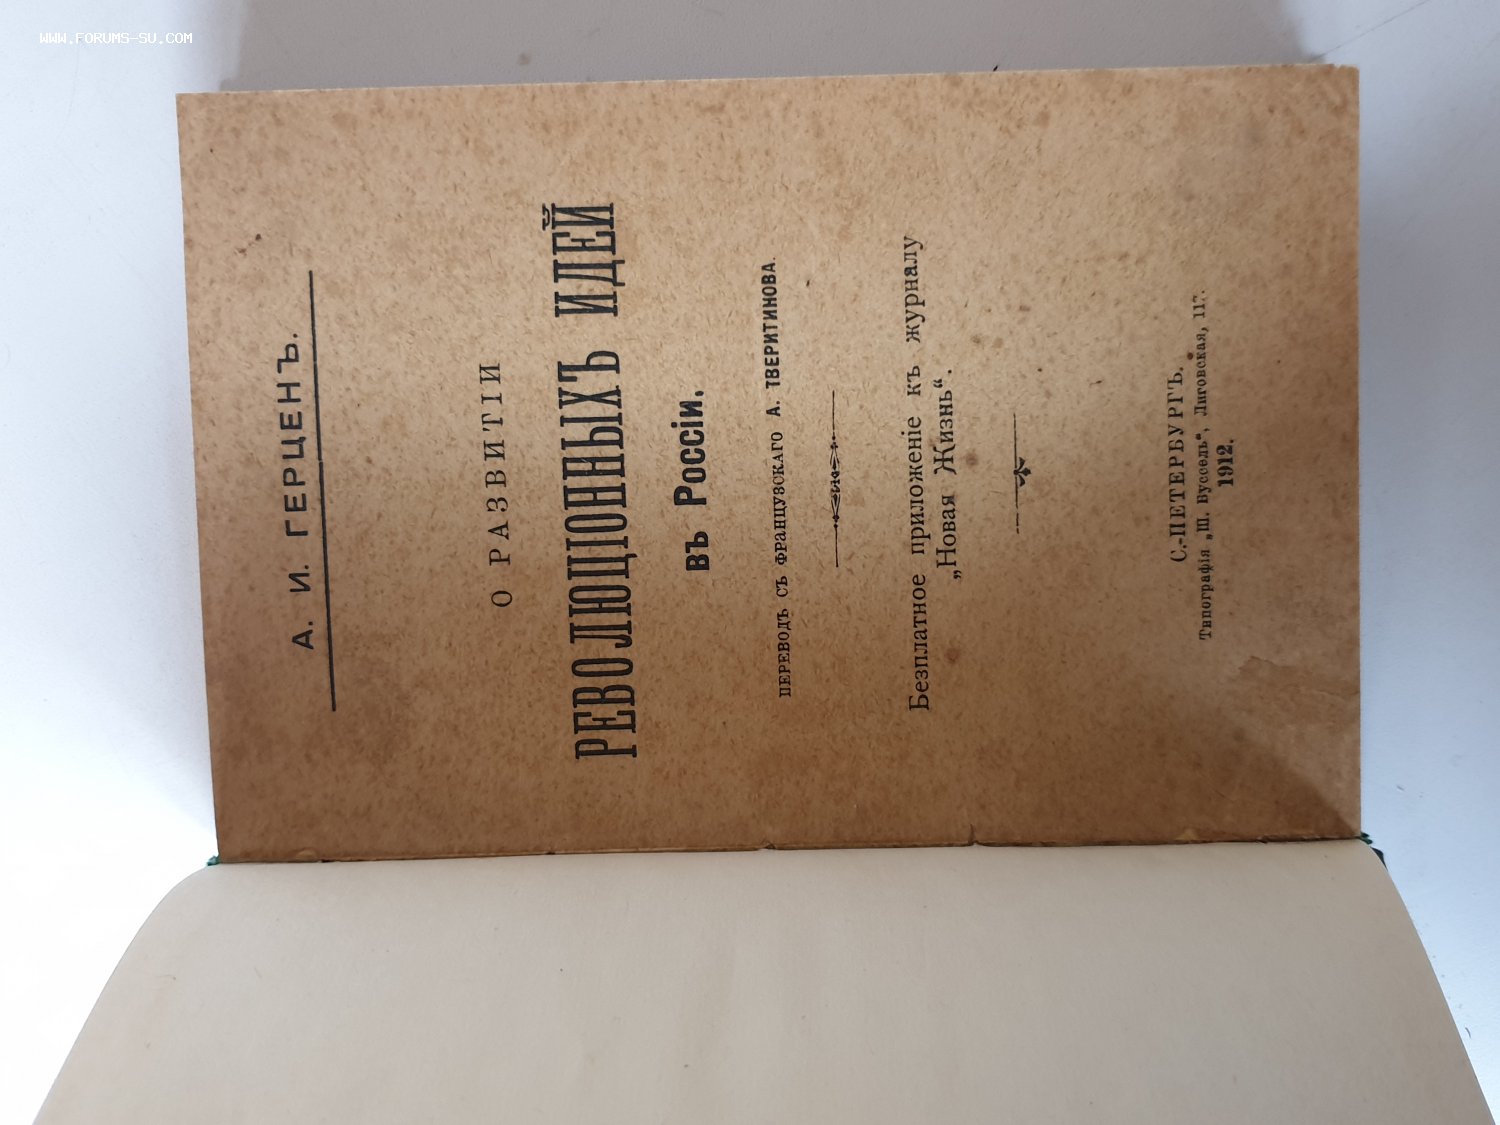 WWW.FORUMS-SU.COM
А. И. ГЕРЦЕНЪ.
О РАЗВИТІИ
РЕВОЛЮЦІОННЫХЪ ИДЕЙ
въ Россіи.
ПЕРЕВОДЪ СЪ ФРАНЦУЗСКАГО А. ТВЕРИТИНОВА.
Безплатное приложеніе къ журналу
„Новая Жизнь“.
С.-ПЕТЕРБУРГЪ.
Типографія „Ш. Буссель“, Лиговская, 117.
1912.